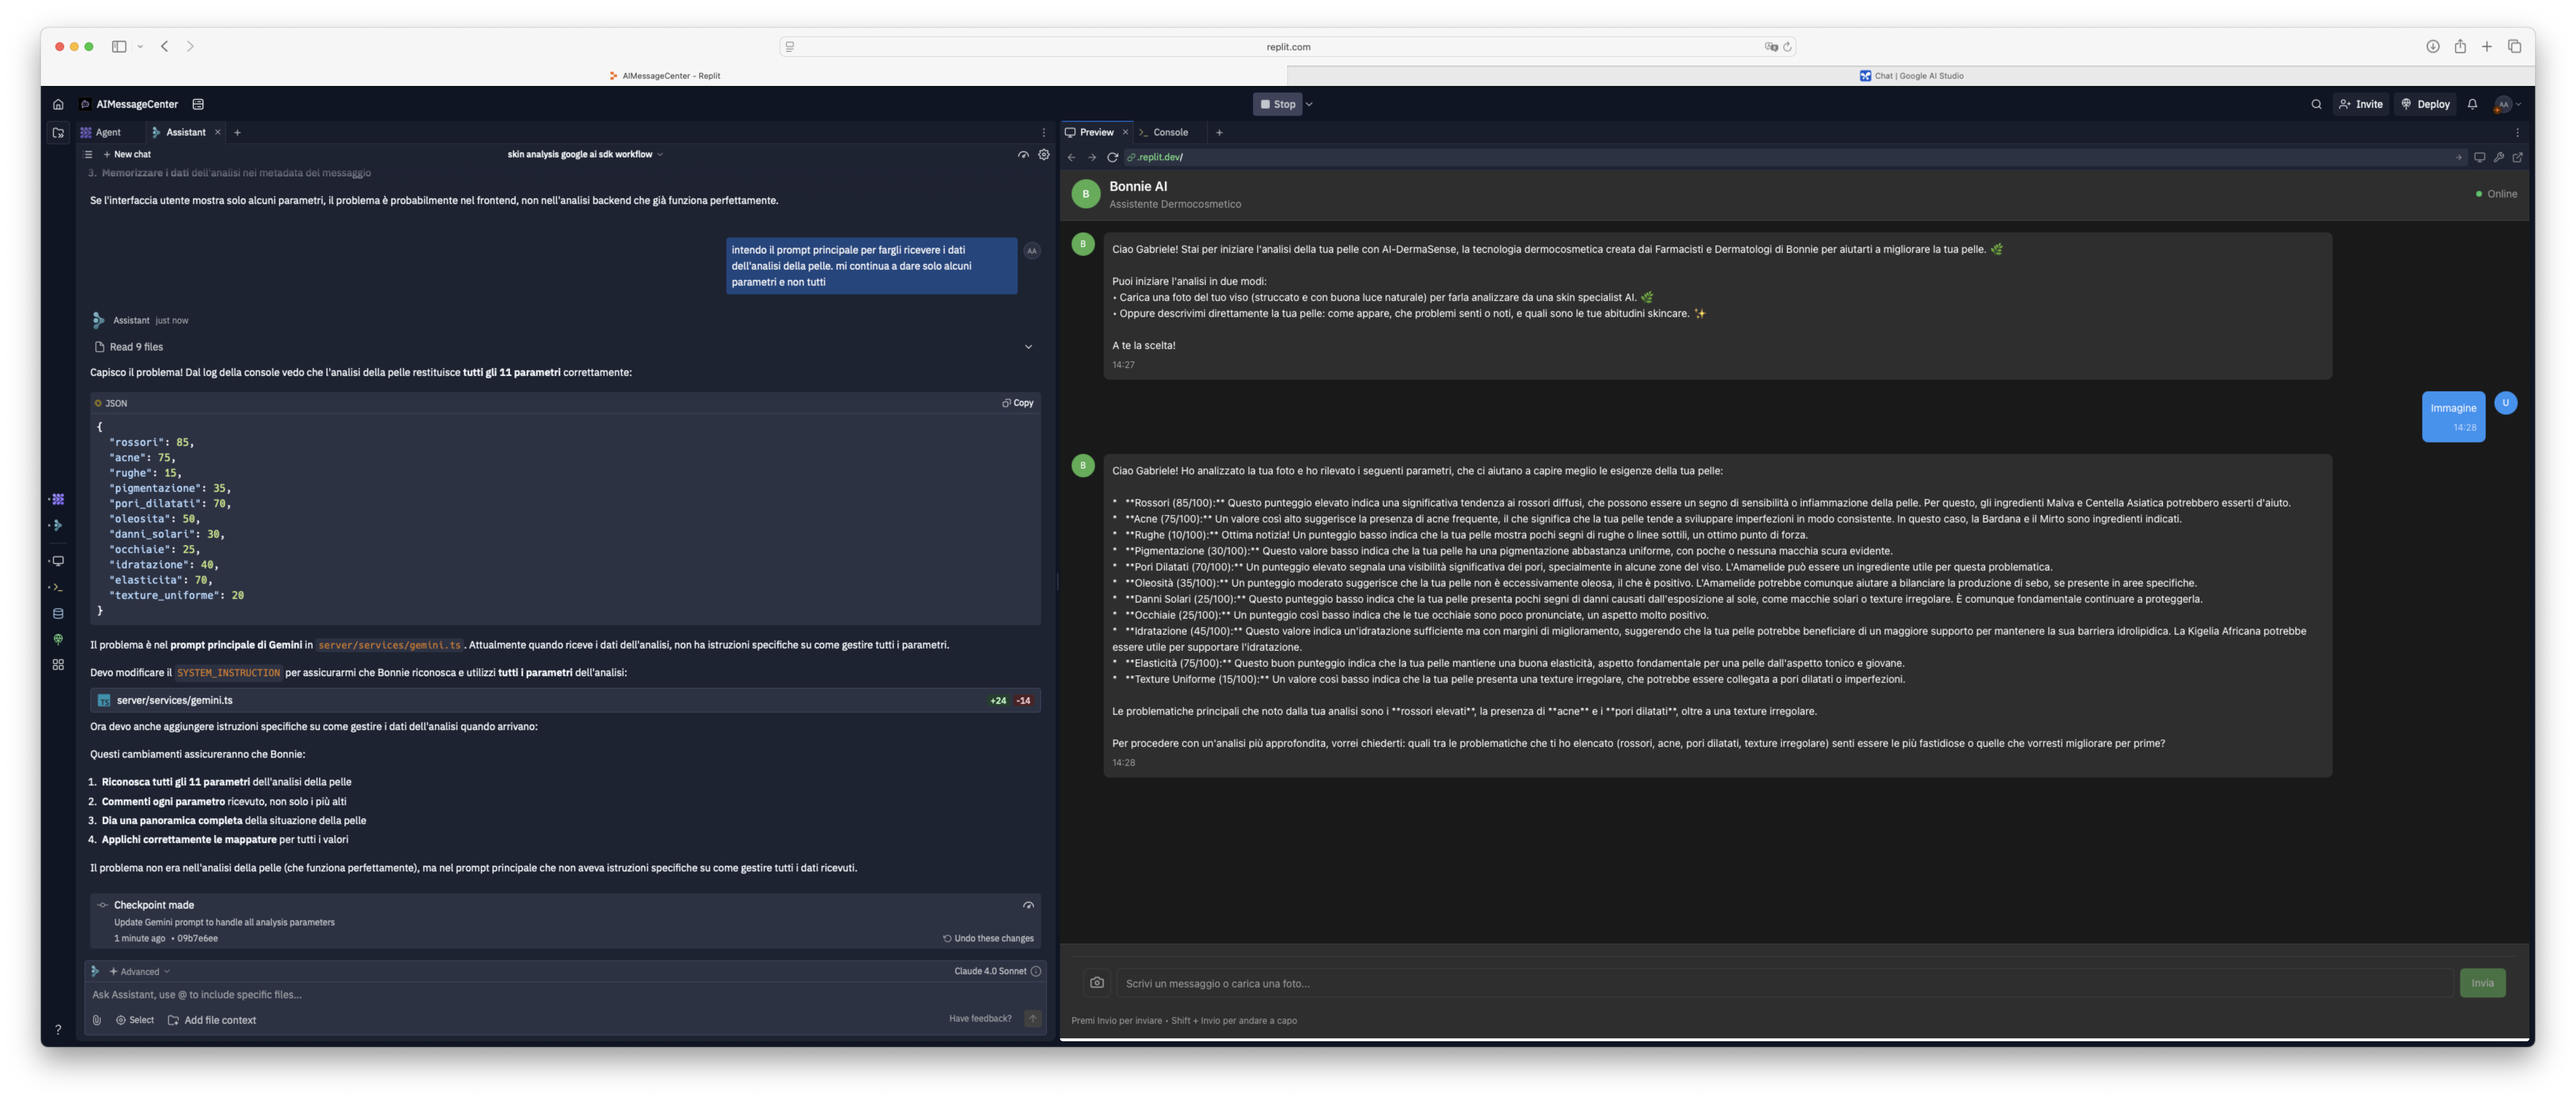 replit.com
AIMessageCenter - Replit
Chat | Google AI Studio
AIMessageCenter
Stop
Invite
Deploy
AA
Agent
Assistant
New chat
skin analysis google ai sdk workflow
3. Memorizzare i dati dell'analisi nei metadata del messaggio
Se l'interfaccia utente mostra solo alcuni parametri, il problema è probabilmente nel frontend, non nell'analisi backend che già funziona perfettamente.
intendo il prompt principale per fargli ricevere i dati
dell'analisi della pelle. mi continua a dare solo alcuni
parametri e non tutti
AA
Assistant just now
Read 9 files
Capisco il problema! Dal log della console vedo che l'analisi della pelle restituisce tutti gli 11 parametri correttamente:
JSON
Copy
{
"rossori": 85,
"acne": 75,
"rughe": 15,
"pigmentazione": 35,
"pori_dilatati": 70,
"oleosita": 50,
"danni_solari": 30,
"occhiaie": 25,
"idratazione": 40,
"elasticita": 70,
"texture_uniforme": 20
}
Il problema è nel prompt principale di Gemini in server/services/gemini.ts. Attualmente quando riceve i dati dell'analisi, non ha istruzioni specifiche su come gestire tutti i parametri.
Devo modificare il SYSTEM_INSTRUCTION per assicurarmi che Bonnie riconosca e utilizzi tutti i parametri dell'analisi:
TS server/services/gemini.ts +24 -14
Ora devo anche aggiungere istruzioni specifiche su come gestire i dati dell'analisi quando arrivano:
Questi cambiamenti assicureranno che Bonnie:
1. Riconosca tutti gli 11 parametri dell'analisi della pelle
2. Commenti ogni parametro ricevuto, non solo i più alti
3. Dia una panoramica completa della situazione della pelle
4. Applichi correttamente le mappature per tutti i valori
Il problema non era nell'analisi della pelle (che funziona perfettamente), ma nel prompt principale che non aveva istruzioni specifiche su come gestire tutti i dati ricevuti.
Checkpoint made
Update Gemini prompt to handle all analysis parameters
1 minute ago • 09b7e6ee
Undo these changes
Advanced
Claude 4.0 Sonnet
Ask Assistant, use @ to include specific files...
Select
Add file context
Have feedback?
?
Preview
Console
.replit.dev/
B
Bonnie AI
Assistente Dermocosmetico
Online
B
Ciao Gabriele! Stai per iniziare l'analisi della tua pelle con AI-DermaSense, la tecnologia dermocosmetica creata dai Farmacisti e Dermatologi di Bonnie per aiutarti a migliorare la tua pelle. 🌿
Puoi iniziare l'analisi in due modi:
• Carica una foto del tuo viso (struccato e con buona luce naturale) per farla analizzare da una skin specialist AI. 🌿
• Oppure descrivimi direttamente la tua pelle: come appare, che problemi senti o noti, e quali sono le tue abitudini skincare. ✨
A te la scelta!
14:27
Immagine
14:28
U
B
Ciao Gabriele! Ho analizzato la tua foto e ho rilevato i seguenti parametri, che ci aiutano a capire meglio le esigenze della tua pelle:
* **Rossori (85/100):** Questo punteggio elevato indica una significativa tendenza ai rossori diffusi, che possono essere un segno di sensibilità o infiammazione della pelle. Per questo, gli ingredienti Malva e Centella Asiatica potrebbero esserti d'aiuto.
* **Acne (75/100):** Un valore così alto suggerisce la presenza di acne frequente, il che significa che la tua pelle tende a sviluppare imperfezioni in modo consistente. In questo caso, la Bardana e il Mirto sono ingredienti indicati.
* **Rughe (10/100):** Ottima notizia! Un punteggio basso indica che la tua pelle mostra pochi segni di rughe o linee sottili, un ottimo punto di forza.
* **Pigmentazione (30/100):** Questo valore basso indica che la tua pelle ha una pigmentazione abbastanza uniforme, con poche o nessuna macchia scura evidente.
* **Pori Dilatati (70/100):** Un punteggio elevato segnala una visibilità significativa dei pori, specialmente in alcune zone del viso. L'Amamelide può essere un ingrediente utile per questa problematica.
* **Oleosità (35/100):** Un punteggio moderato suggerisce che la tua pelle non è eccessivamente oleosa, il che è positivo. L'Amamelide potrebbe comunque aiutare a bilanciare la produzione di sebo, se presente in aree specifiche.
* **Danni Solari (25/100):** Questo punteggio basso indica che la tua pelle presenta pochi segni di danni causati dall'esposizione al sole, come macchie solari o texture irregolare. È comunque fondamentale continuare a proteggerla.
* **Occhiaie (25/100):** Un punteggio così basso indica che le tue occhiaie sono poco pronunciate, un aspetto molto positivo.
* **Idratazione (45/100):** Questo valore indica un'idratazione sufficiente ma con margini di miglioramento, suggerendo che la tua pelle potrebbe beneficiare di un maggiore supporto per mantenere la sua barriera idrolipidica. La Kigelia Africana potrebbe
essere utile per supportare l'idratazione.
* **Elasticità (75/100):** Questo buon punteggio indica che la tua pelle mantiene una buona elasticità, aspetto fondamentale per una pelle dall'aspetto tonico e giovane.
* **Texture Uniforme (15/100):** Un valore così basso indica che la tua pelle presenta una texture irregolare, che potrebbe essere collegata a pori dilatati o imperfezioni.
Le problematiche principali che noto dalla tua analisi sono i **rossori elevati**, la presenza di **acne** e i **pori dilatati**, oltre a una texture irregolare.
Per procedere con un'analisi più approfondita, vorrei chiederti: quali tra le problematiche che ti ho elencato (rossori, acne, pori dilatati, texture irregolare) senti essere le più fastidiose o quelle che vorresti migliorare per prime?
14:28
Scrivi un messaggio o carica una foto...
Invia
Premi Invio per inviare • Shift + Invio per andare a capo